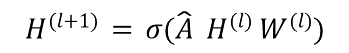 H^{(l+1)} = σ(Â H^{(l)} W^{(l)})